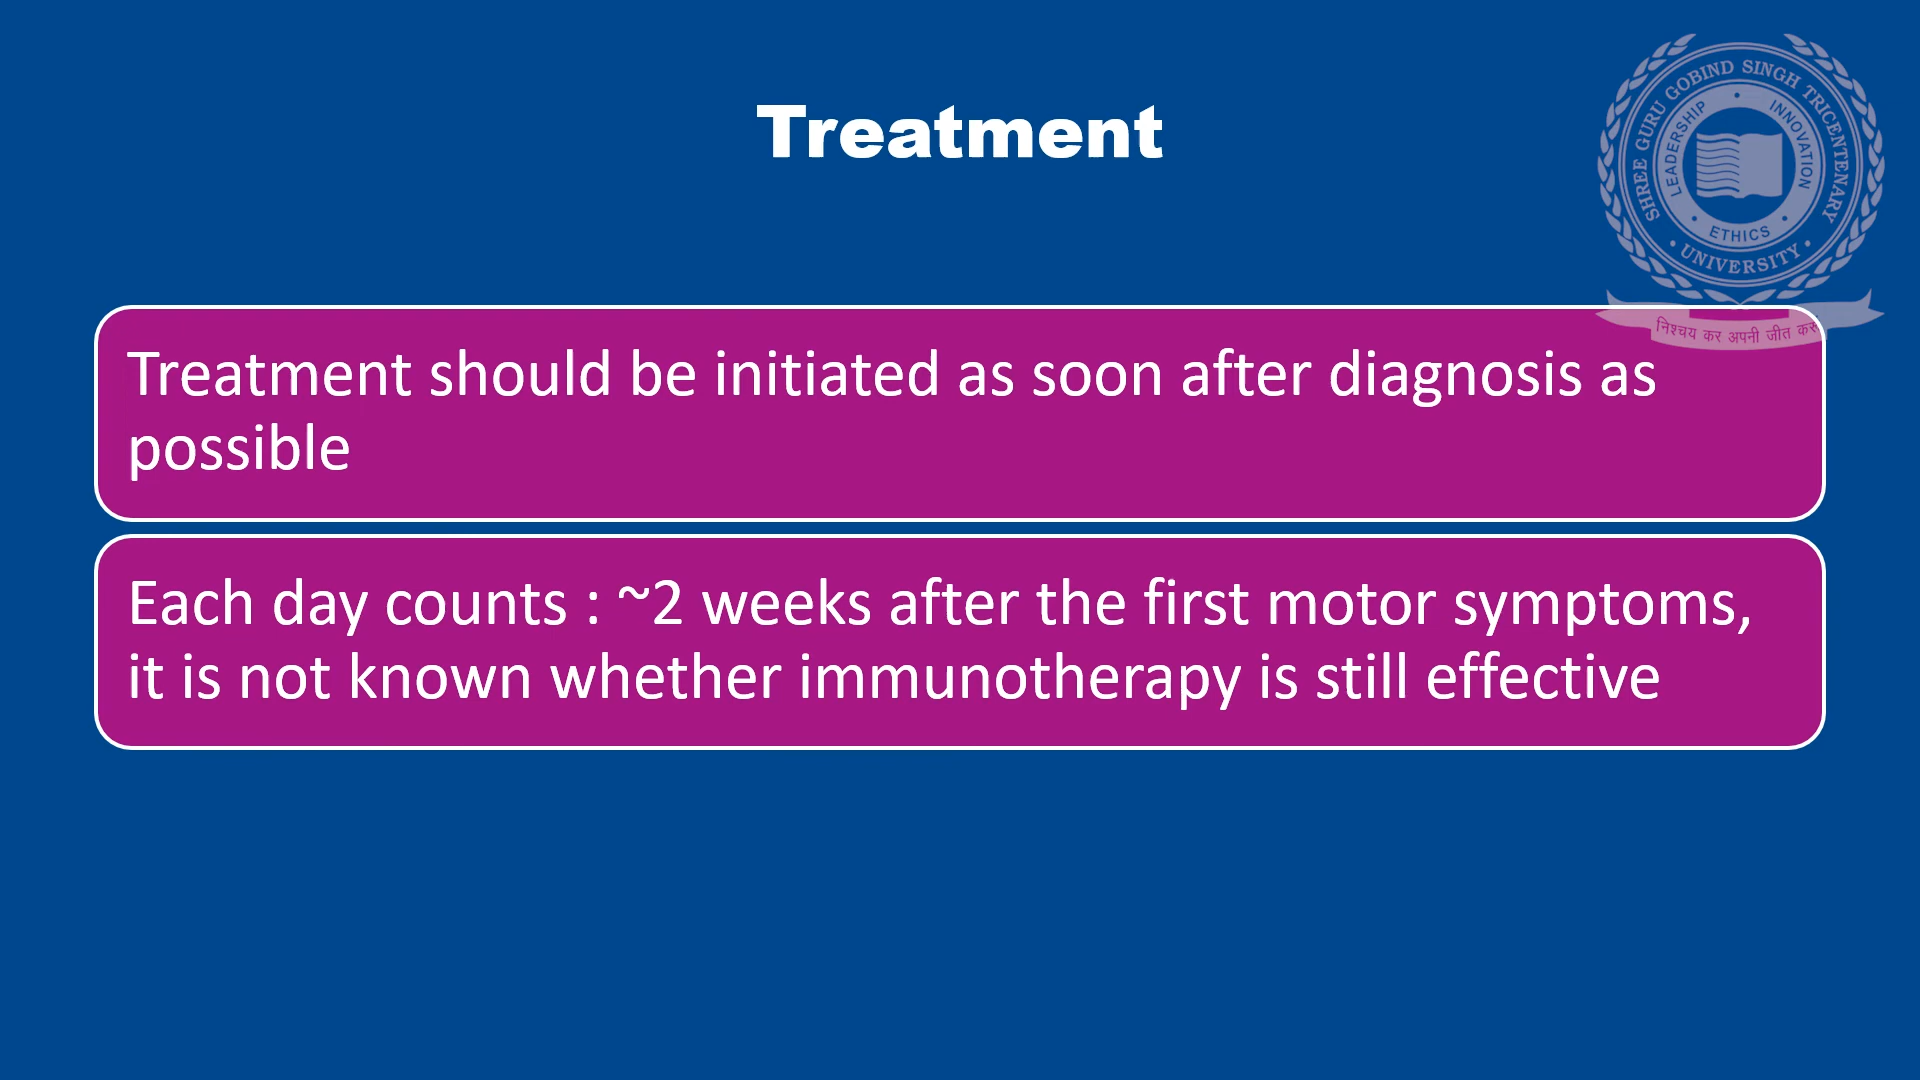 Treatment
SHREE GURU GOBIND SINGH TRICENTENARY
UNIVERSITY
LEADERSHIP
INNOVATION
ETHICS
निश्चय कर अपनी जीत करूँ
Treatment should be initiated as soon after diagnosis as
possible
Each day counts : ~2 weeks after the first motor symptoms,
it is not known whether immunotherapy is still effective